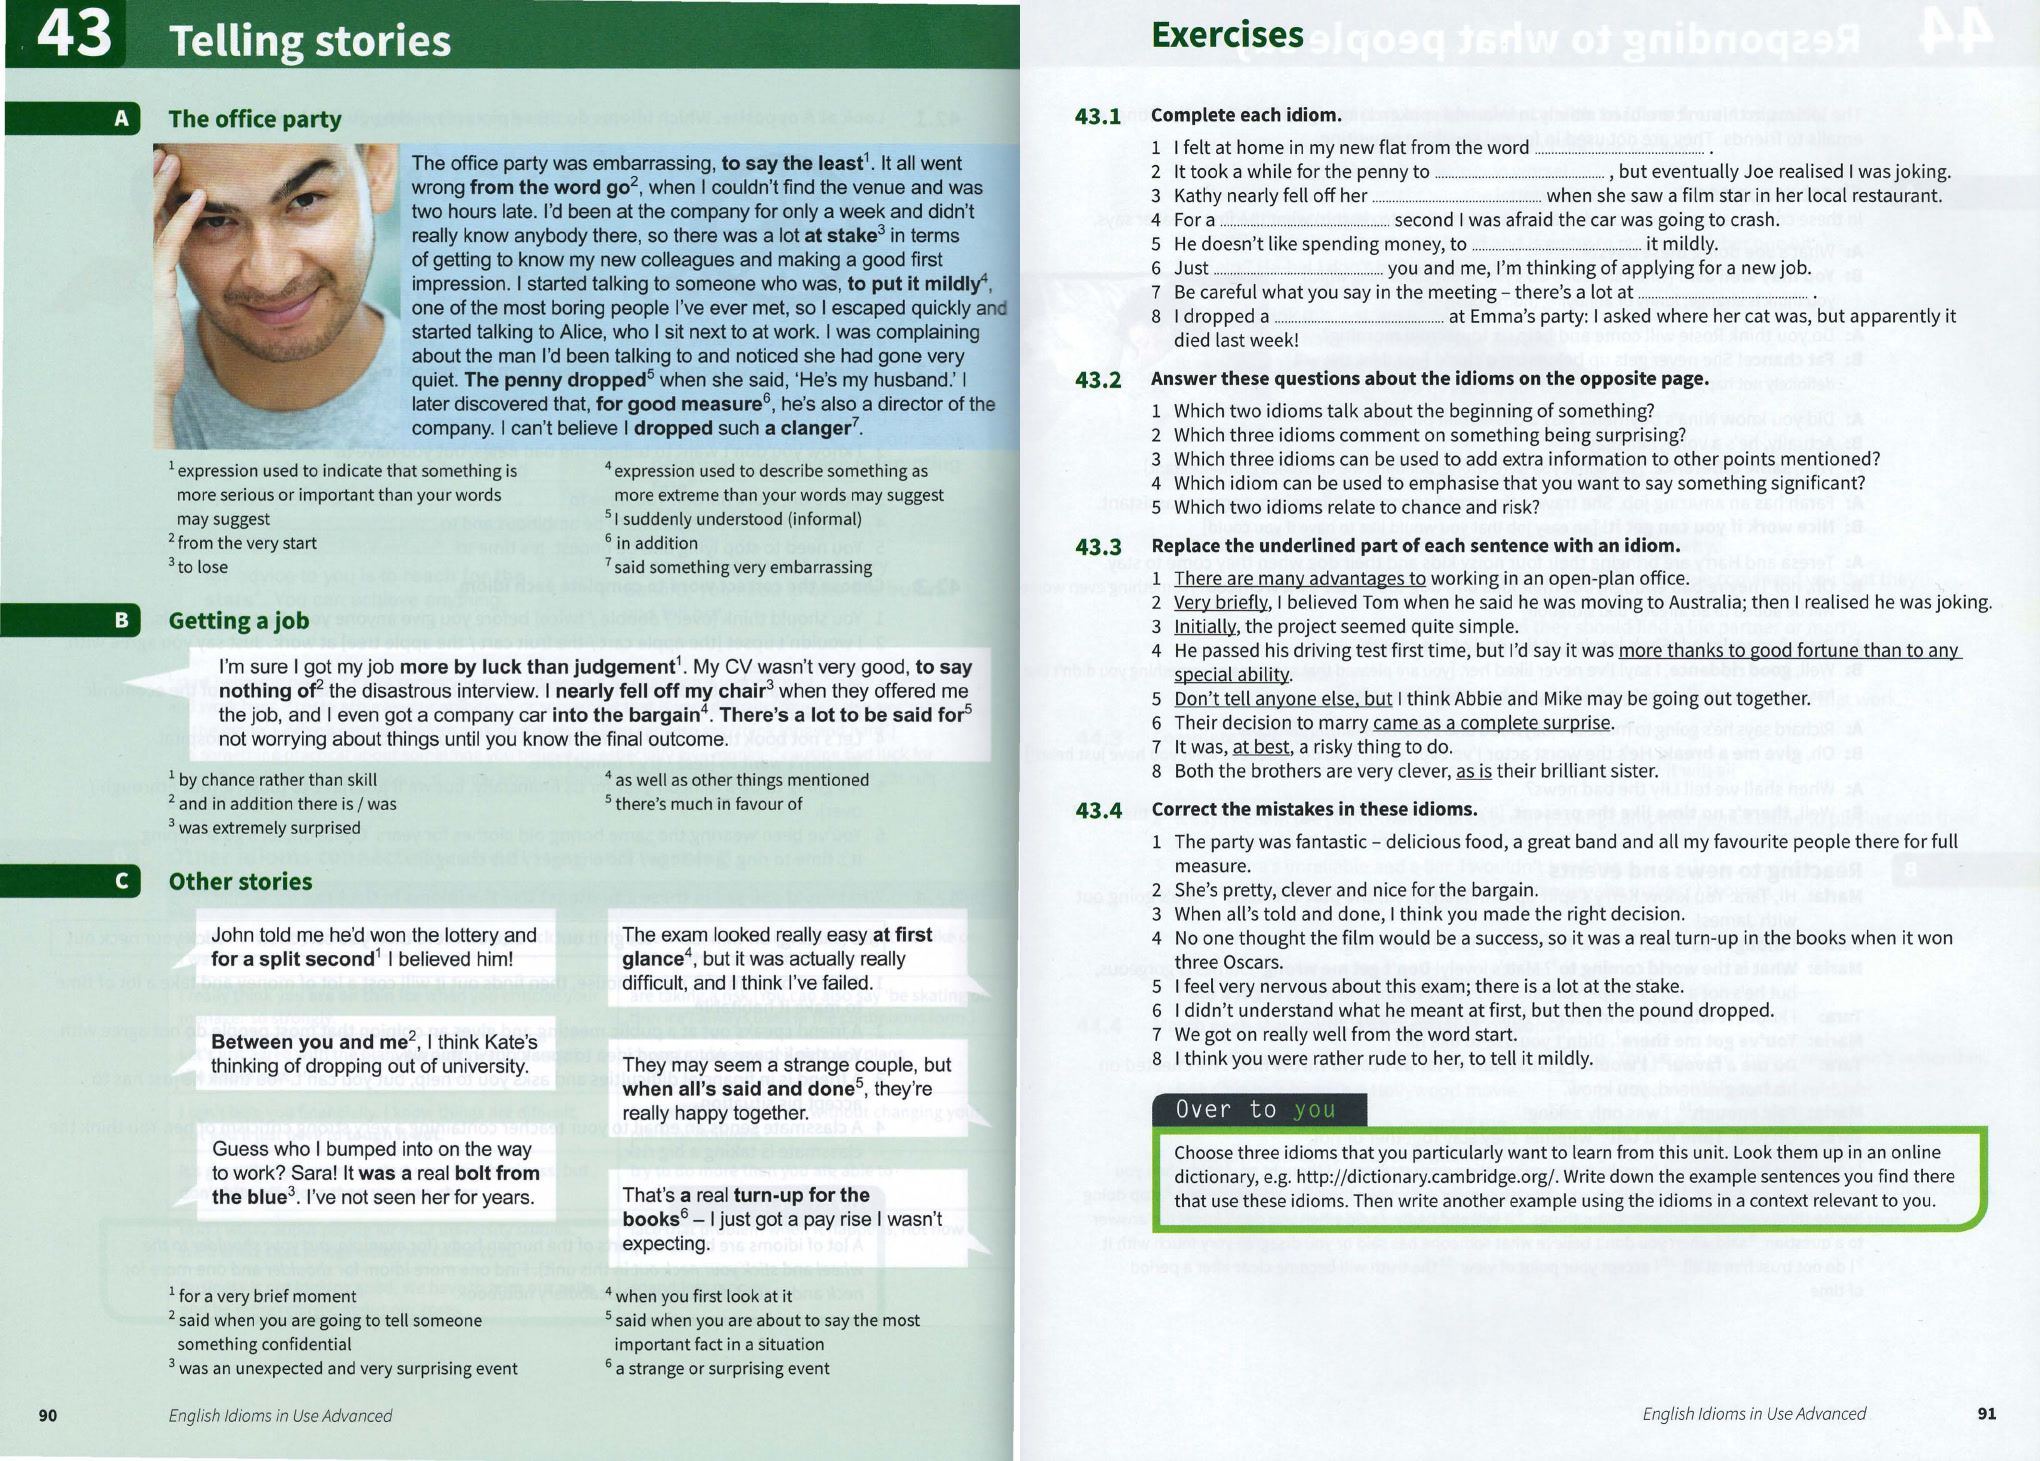 43 Telling stories
A The office party
The office party was embarrassing, to say the least1. It all went
wrong from the word go2, when I couldn't find the venue and was
two hours late. I'd been at the company for only a week and didn't
really know anybody there, so there was a lot at stake3 in terms
of getting to know my new colleagues and making a good first
impression. I started talking to someone who was, to put it mildly4,
one of the most boring people I've ever met, so I escaped quickly and
started talking to Alice, who I sit next to at work. I was complaining
about the man I'd been talking to and noticed she had gone very
quiet. The penny dropped5 when she said, 'He's my husband.' I
later discovered that, for good measure6, he's also a director of the
company. I can't believe I dropped such a clanger7.
1 expression used to indicate that something is
more serious or important than your words
may suggest
2 from the very start
3 to lose
4 expression used to describe something as
more extreme than your words may suggest
5 I suddenly understood (informal)
6 in addition
7 said something very embarrassing
B Getting a job
I'm sure I got my job more by luck than judgement1. My CV wasn't very good, to say
nothing of2 the disastrous interview. I nearly fell off my chair3 when they offered me
the job, and I even got a company car into the bargain4. There's a lot to be said for5
not worrying about things until you know the final outcome.
1 by chance rather than skill
2 and in addition there is / was
3 was extremely surprised
4 as well as other things mentioned
5 there's much in favour of
C Other stories
John told me he'd won the lottery and
for a split second1 I believed him!
Between you and me2, I think Kate's
thinking of dropping out of university.
Guess who I bumped into on the way
to work? Sara! It was a real bolt from
the blue3. I've not seen her for years.
The exam looked really easy at first
glance4, but it was actually really
difficult, and I think I've failed.
They may seem a strange couple, but
when all's said and done5, they're
really happy together.
That's a real turn-up for the
books6 – I just got a pay rise I wasn't
expecting.
1 for a very brief moment
2 said when you are going to tell someone
something confidential
3 was an unexpected and very surprising event
4 when you first look at it
5 said when you are about to say the most
important fact in a situation
6 a strange or surprising event
90 English Idioms in Use Advanced
Exercises
43.1 Complete each idiom.
1 I felt at home in my new flat from the word .................... .
2 It took a while for the penny to .................... , but eventually Joe realised I was joking.
3 Kathy nearly fell off her .................... when she saw a film star in her local restaurant.
4 For a .................... second I was afraid the car was going to crash.
5 He doesn't like spending money, to .................... it mildly.
6 Just .................... you and me, I'm thinking of applying for a new job.
7 Be careful what you say in the meeting – there's a lot at .................... .
8 I dropped a .................... at Emma's party: I asked where her cat was, but apparently it
died last week!
43.2 Answer these questions about the idioms on the opposite page.
1 Which two idioms talk about the beginning of something?
2 Which three idioms comment on something being surprising?
3 Which three idioms can be used to add extra information to other points mentioned?
4 Which idiom can be used to emphasise that you want to say something significant?
5 Which two idioms relate to chance and risk?
43.3 Replace the underlined part of each sentence with an idiom.
1 There are many advantages to working in an open-plan office.
2 Very briefly, I believed Tom when he said he was moving to Australia; then I realised he was joking.
3 Initially, the project seemed quite simple.
4 He passed his driving test first time, but I'd say it was more thanks to good fortune than to any
special ability.
5 Don't tell anyone else, but I think Abbie and Mike may be going out together.
6 Their decision to marry came as a complete surprise.
7 It was, at best, a risky thing to do.
8 Both the brothers are very clever, as is their brilliant sister.
43.4 Correct the mistakes in these idioms.
1 The party was fantastic – delicious food, a great band and all my favourite people there for full
measure.
2 She's pretty, clever and nice for the bargain.
3 When all's told and done, I think you made the right decision.
4 No one thought the film would be a success, so it was a real turn-up in the books when it won
three Oscars.
5 I feel very nervous about this exam; there is a lot at the stake.
6 I didn't understand what he meant at first, but then the pound dropped.
7 We got on really well from the word start.
8 I think you were rather rude to her, to tell it mildly.
Over to you
Choose three idioms that you particularly want to learn from this unit. Look them up in an online
dictionary, e.g. http://dictionary.cambridge.org/. Write down the example sentences you find there
that use these idioms. Then write another example using the idioms in a context relevant to you.
English Idioms in Use Advanced 91